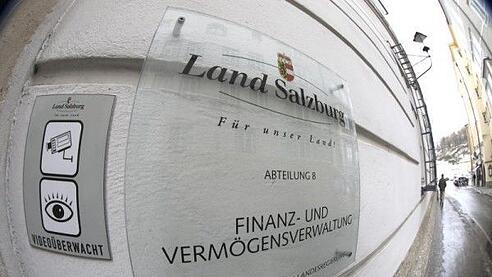 Land Salzburg
Für unser Land!
ABTEILUNG 8
FINANZ- UND
VERMÖGENSVERWALTUNG
Land Salzburg
VIDEOÜBERWACHT